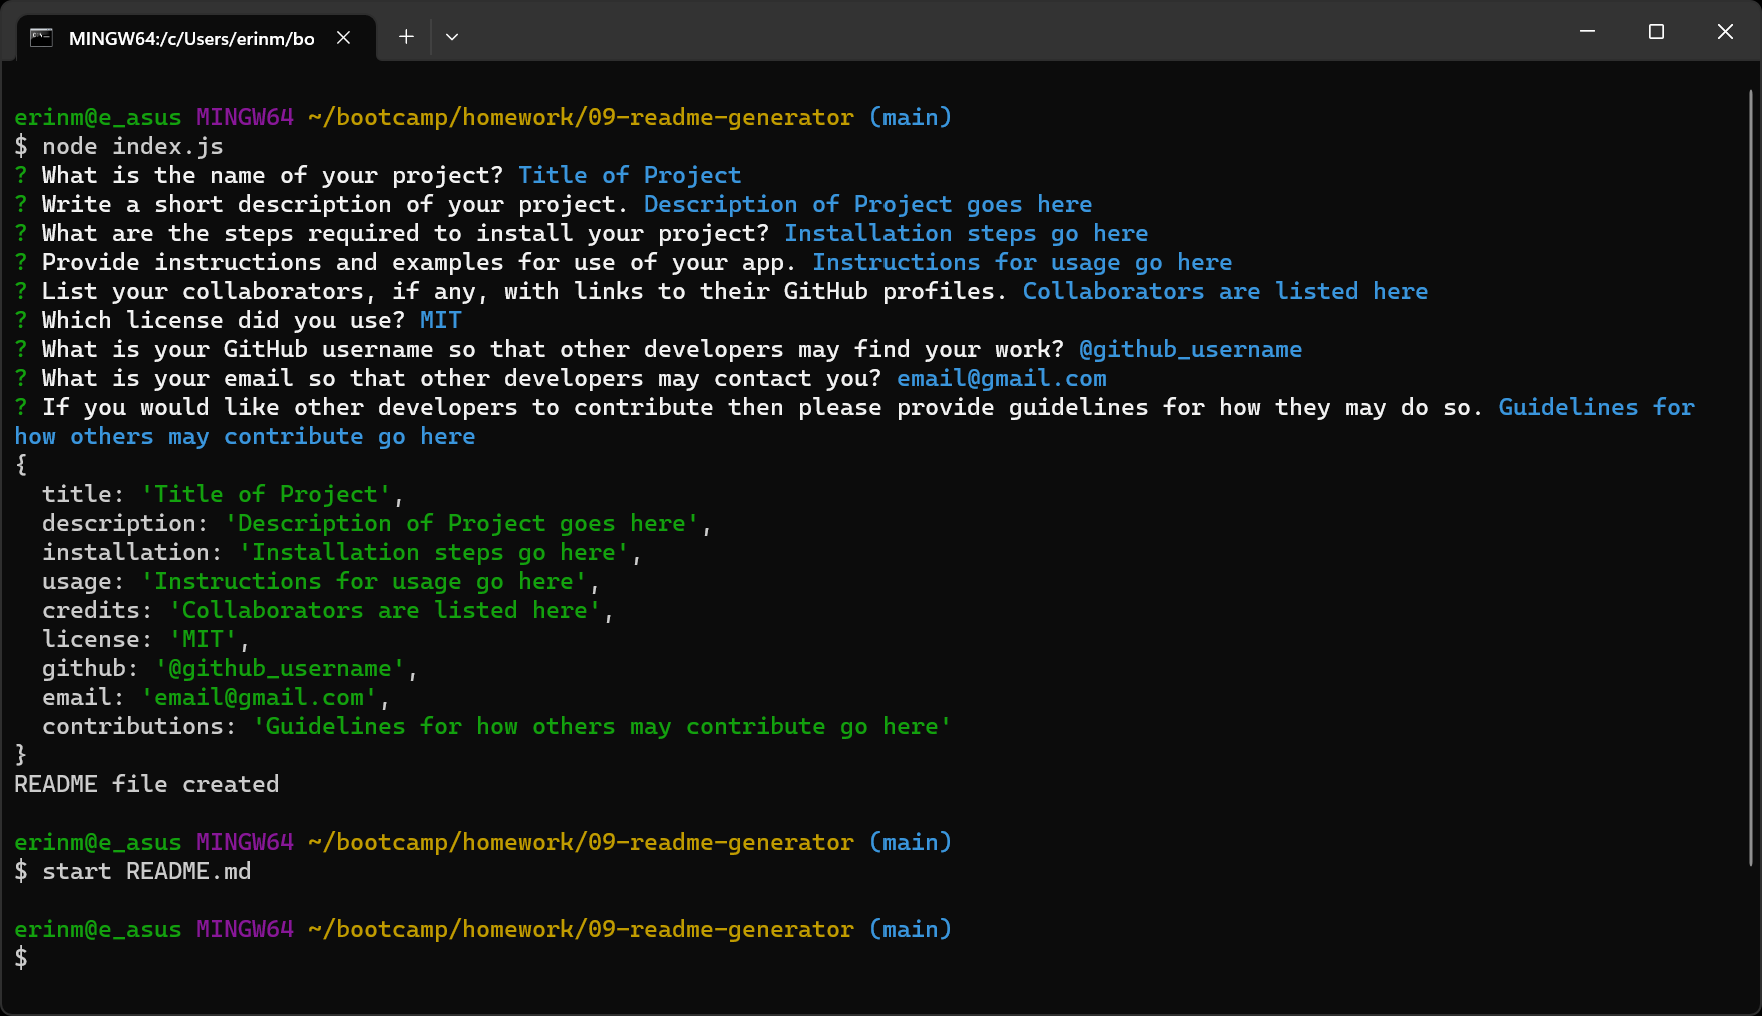 MINGW64:/c/Users/erinm/bo
erinm@e_asus MINGW64 ~/bootcamp/homework/09-readme-generator (main)
$ node index.js
? What is the name of your project? Title of Project
? Write a short description of your project. Description of Project goes here
? What are the steps required to install your project? Installation steps go here
? Provide instructions and examples for use of your app. Instructions for usage go here
? List your collaborators, if any, with links to their GitHub profiles. Collaborators are listed here
? Which license did you use? MIT
? What is your GitHub username so that other developers may find your work? @github_username
? What is your email so that other developers may contact you? email@gmail.com
? If you would like other developers to contribute then please provide guidelines for how they may do so. Guidelines for
how others may contribute go here
{
  title: 'Title of Project',
  description: 'Description of Project goes here',
  installation: 'Installation steps go here',
  usage: 'Instructions for usage go here',
  credits: 'Collaborators are listed here',
  license: 'MIT',
  github: '@github_username',
  email: 'email@gmail.com',
  contributions: 'Guidelines for how others may contribute go here'
}
README file created
erinm@e_asus MINGW64 ~/bootcamp/homework/09-readme-generator (main)
$ start README.md
erinm@e_asus MINGW64 ~/bootcamp/homework/09-readme-generator (main)
$